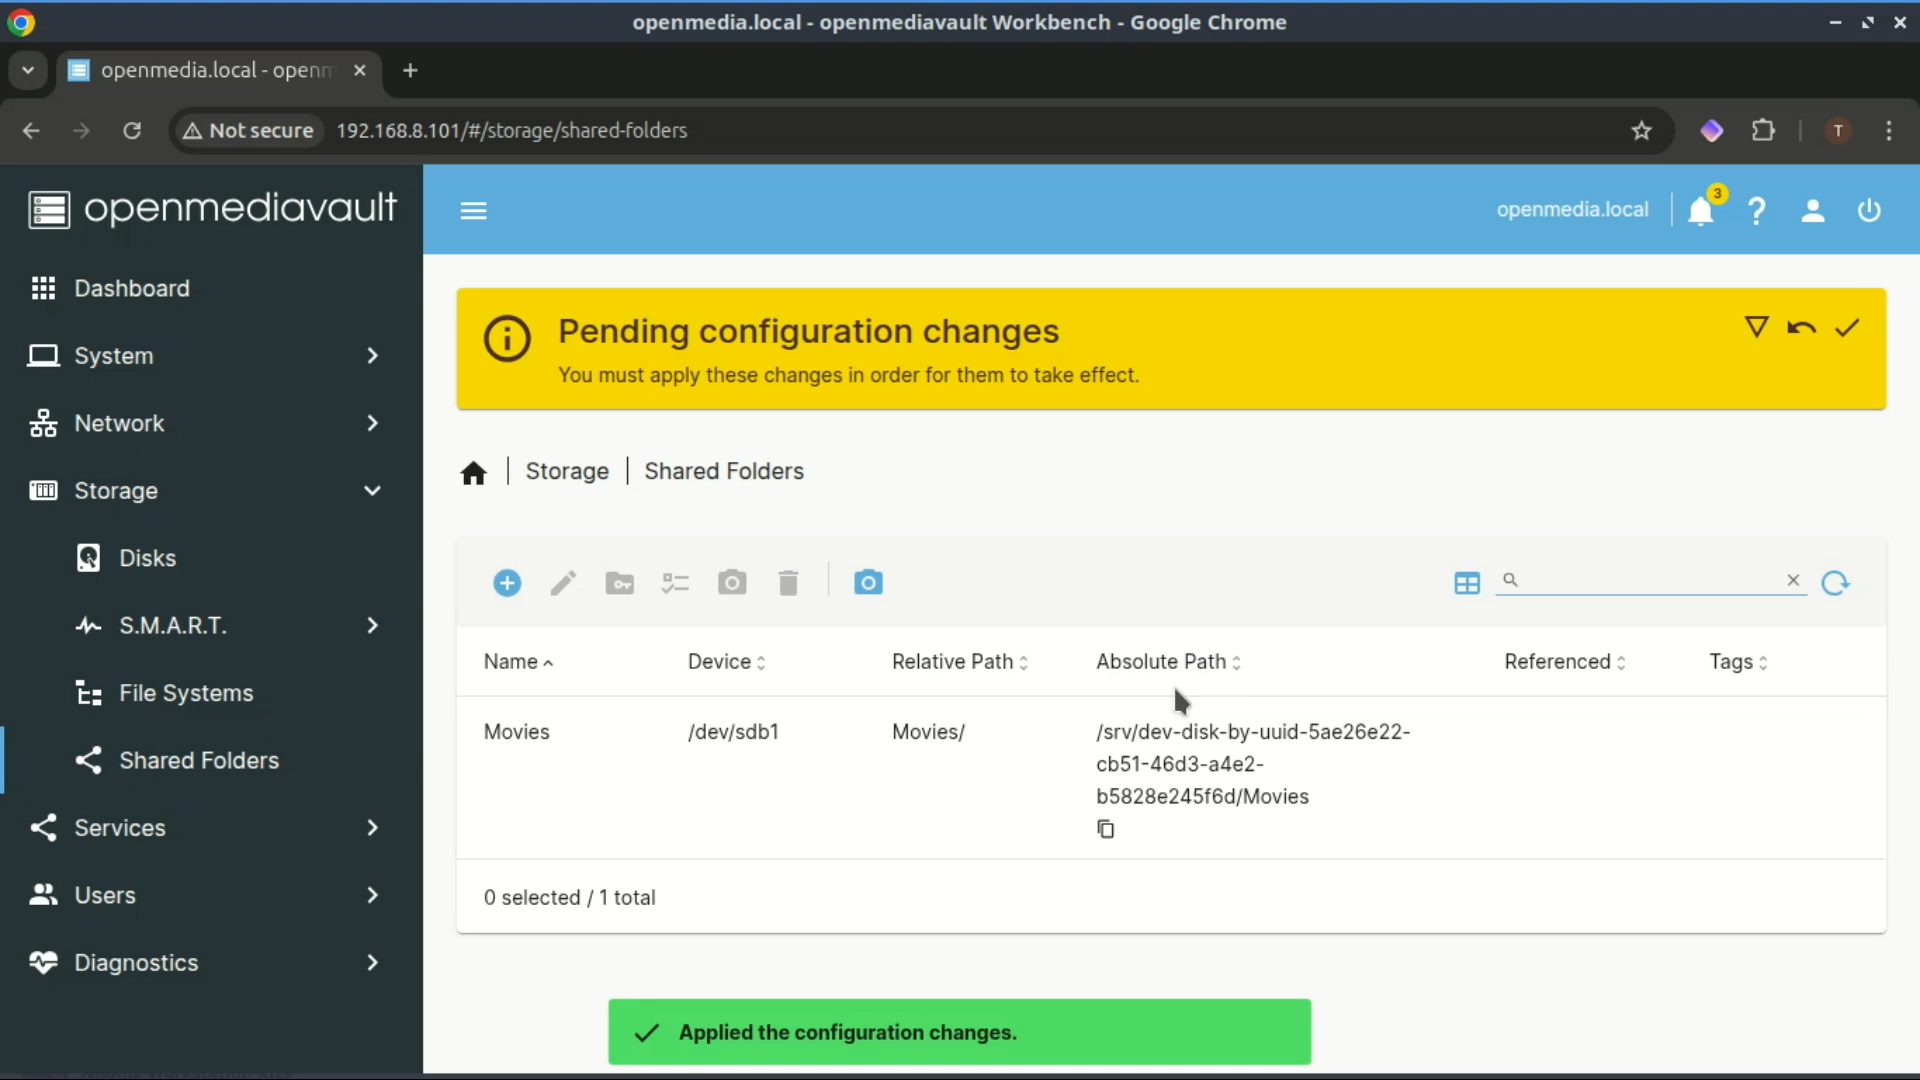 openmedia.local - openmediavault Workbench - Google Chrome
openmedia.local - openm
Not secure
192.168.8.101/#/storage/shared-folders
T
openmediavault
openmedia.local
3
Dashboard
System
Network
Storage
Disks
S.M.A.R.T.
File Systems
Shared Folders
Services
Users
Diagnostics
Pending configuration changes
You must apply these changes in order for them to take effect.
Storage
Shared Folders
Name
Device
Relative Path
Absolute Path
Referenced
Tags
Movies
/dev/sdb1
Movies/
/srv/dev-disk-by-uuid-5ae26e22-
cb51-46d3-a4e2-
b5828e245f6d/Movies
0 selected / 1 total
Applied the configuration changes.